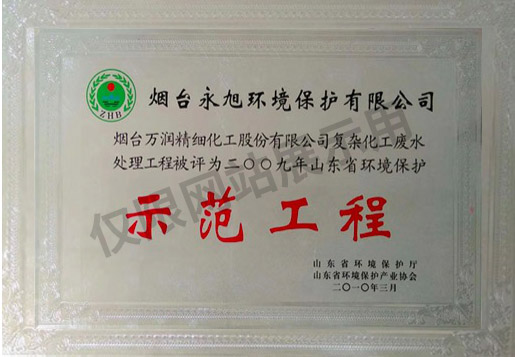 ZHB
烟台永旭环境保护有限公司
烟台万润精细化工股份有限公司复杂化工废水
处理工程被评为二〇〇九年山东省环境保护
示范工程
山东省环境保护厅
山东省环境保护产业协会
二〇一〇年三月
仅限网站展示用